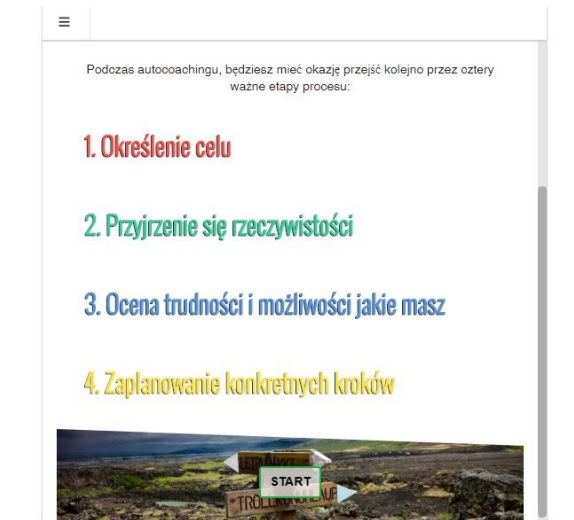 Podczas autocoachingu, będziesz mieć okazję przejść kolejno przez cztery
ważne etapy procesu:
1. Określenie celu
2. Przyjrzenie się rzeczywistości
3. Ocena trudności i możliwości jakie masz
4. Zaplanowanie konkretnych kroków
START